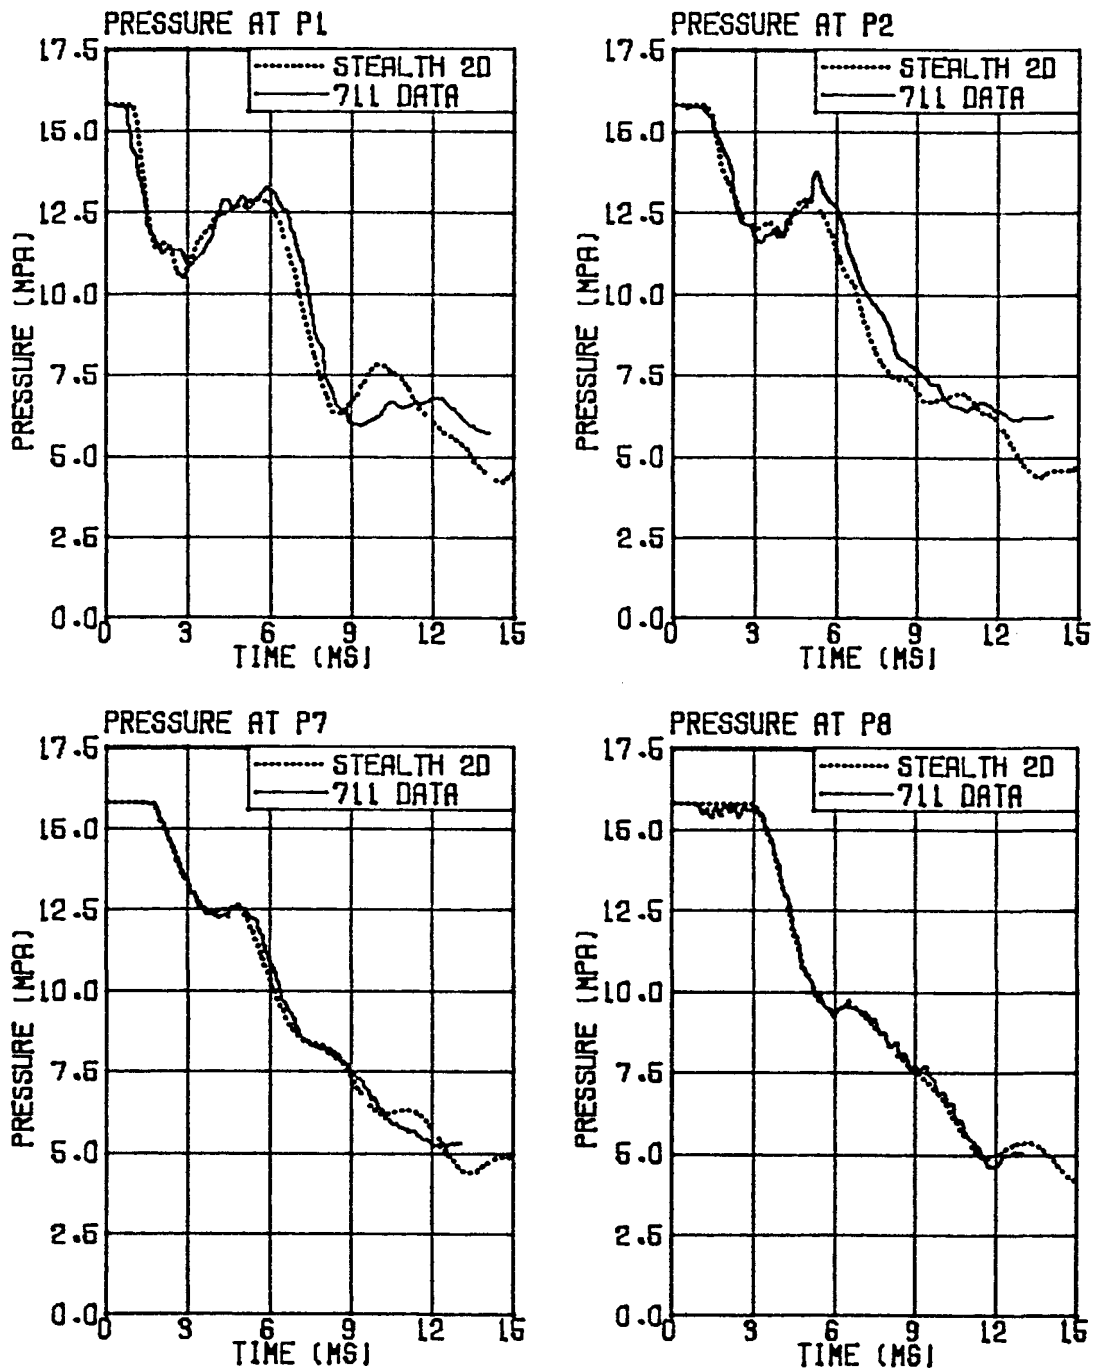 PRESSURE AT P1
17.5
STEALTH 2D
711 DATA
15.0
12.5
10.0
7.5
5.0
2.5
0.0
PRESSURE (MPA)
0 3 6 9 12 15
TIME (MS)
PRESSURE AT P2
17.5
STEALTH 2D
711 DATA
15.0
12.5
10.0
7.5
5.0
2.5
0.0
PRESSURE (MPA)
0 3 6 9 12 15
TIME (MS)
PRESSURE AT P7
17.5
STEALTH 2D
711 DATA
15.0
12.5
10.0
7.5
5.0
2.5
0.0
PRESSURE (MPA)
0 3 6 9 12 15
TIME (MS)
PRESSURE AT P8
17.5
STEALTH 2D
711 DATA
15.0
12.5
10.0
7.5
5.0
2.5
0.0
PRESSURE (MPA)
0 3 6 9 12 15
TIME (MS)